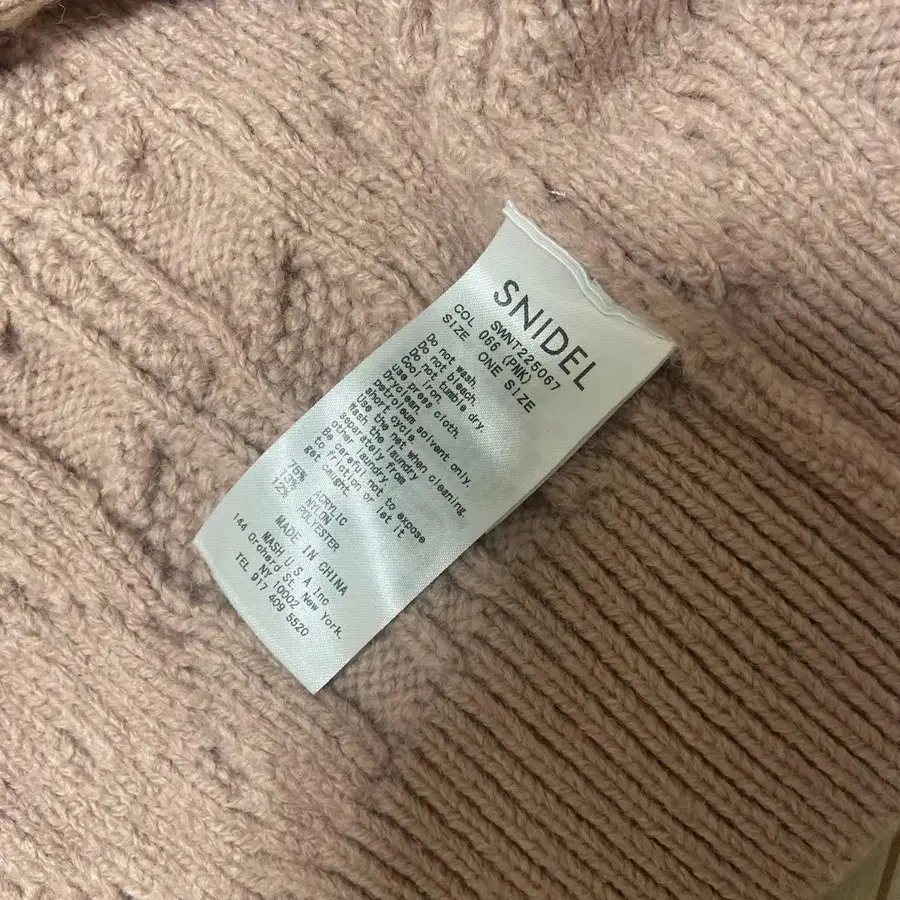 SNIDEL
SWNT225067
COL 066 (PNK)
SIZE ONE SIZE
Do not wash.
Do not bleach.
Do not tumble dry.
Cool iron.
Use press cloth.
Dryclean.
petroleum solvent only.
short cycle.
Use the net when cleaning.
Wash the laundry
separately from
other laundry.
Be careful not to expose
to friction or let it
get caught.
75% ACRYLIC
13% NYLON
12% POLYESTER
MADE IN CHINA
MASH U S A Inc
144 Orchard St. New York.
NY 10002
TEL 917 409 5520